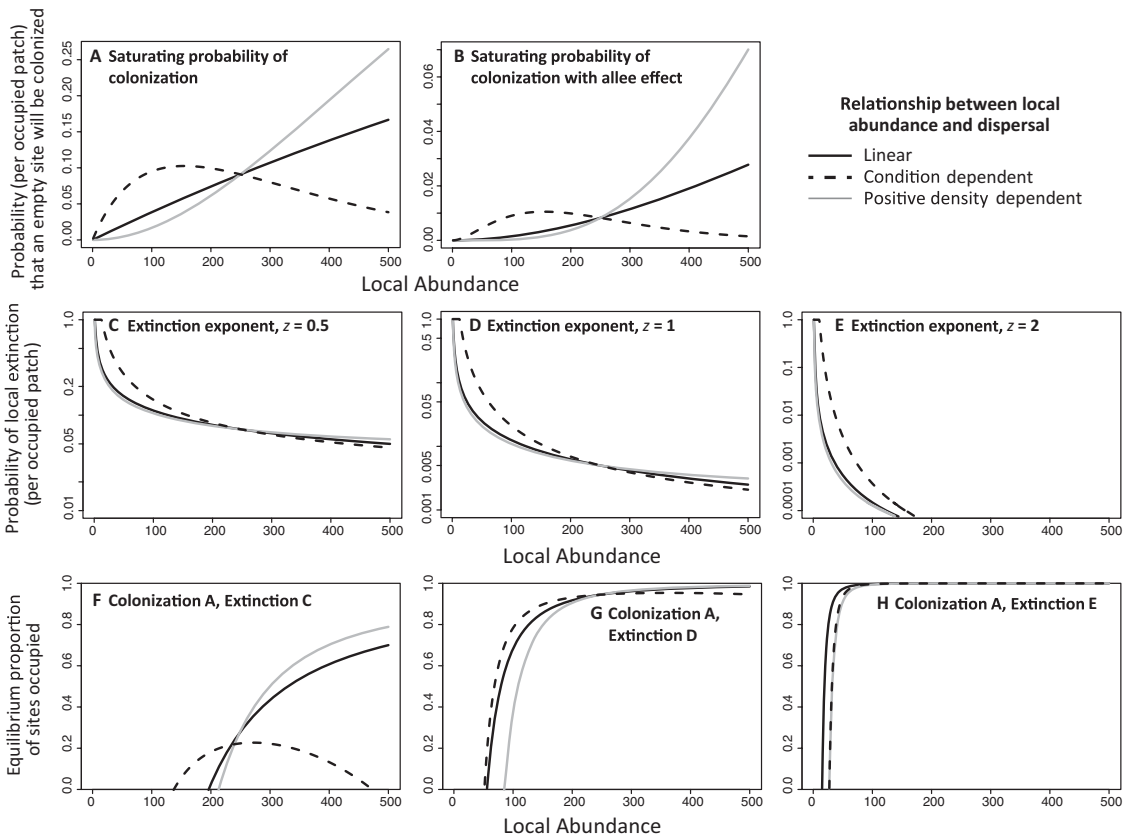 Probability (per occupied patch)
that an empty site will be colonized
A Saturating probability of
colonization
0.25
0.20
0.15
0.10
0.05
0.00
0 100 200 300 400 500
B Saturating probability of
colonization with allee effect
0.06
0.04
0.02
0.00
0 100 200 300 400 500
Local Abundance
Relationship between local
abundance and dispersal
Linear
Condition dependent
Positive density dependent
Probability of local extinction
(per occupied patch)
C Extinction exponent, z = 0.5
1.0
0.2
0.05
0.01
0 100 200 300 400 500
D Extinction exponent, z = 1
1.0
0.5
0.05
0.005
0.001
0 100 200 300 400 500
E Extinction exponent, z = 2
1.0
0.1
0.01
0.001
0.0001
0 100 200 300 400 500
Local Abundance
Equilibrium proportion
of sites occupied
F Colonization A, Extinction C
1.0
0.8
0.6
0.4
0.2
0.0
0 100 200 300 400 500
G Colonization A,
Extinction D
1.0
0.8
0.6
0.4
0.2
0.0
0 100 200 300 400 500
H Colonization A, Extinction E
1.0
0.8
0.6
0.4
0.2
0.0
0 100 200 300 400 500
Local Abundance